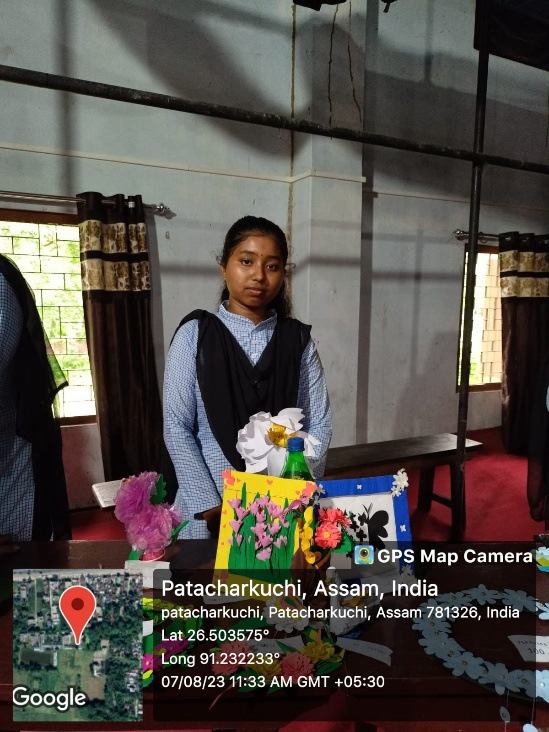 GPS Map Camera
Patacharkuchi, Assam, India
patacharkuchi, Patacharkuchi, Assam 781326, India
Lat 26.503575°
Long 91.232233°
07/08/23 11:33 AM GMT +05:30
Google
100